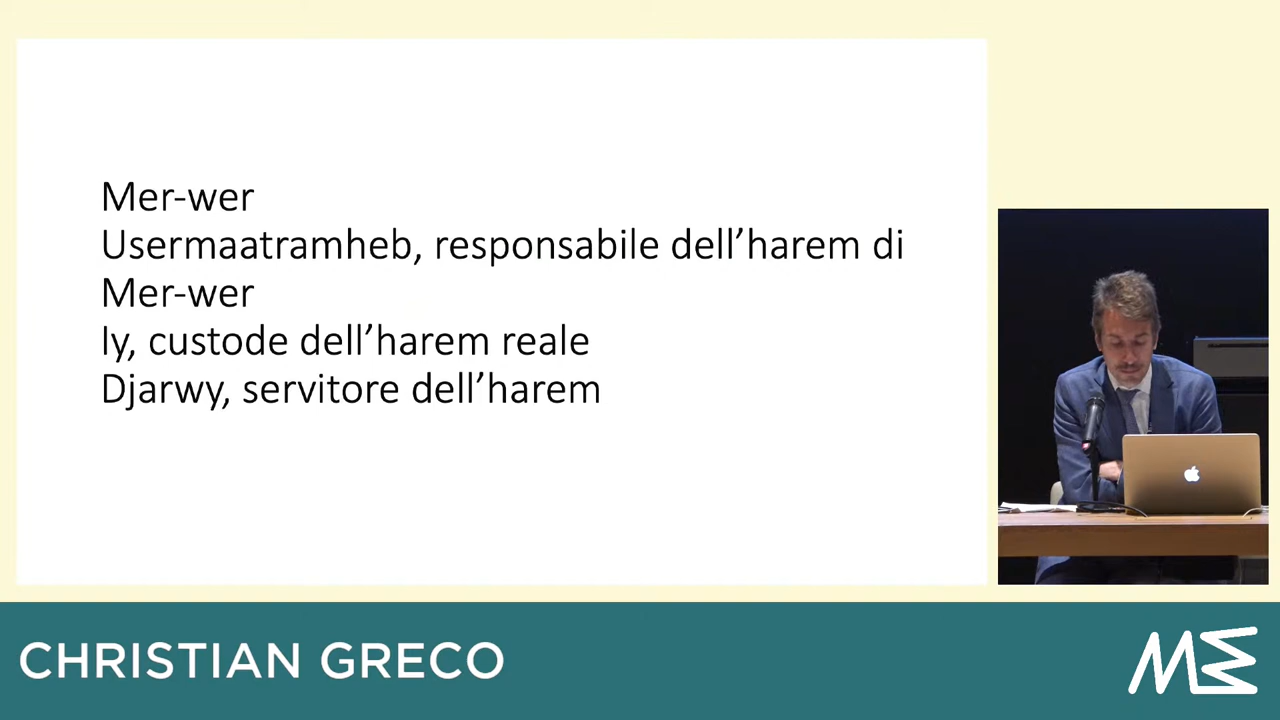 Mer-wer
Usermaatramheb, responsabile dell’harem di
Mer-wer
Iy, custode dell’harem reale
Djarwy, servitore dell’harem
CHRISTIAN GRECO
ME